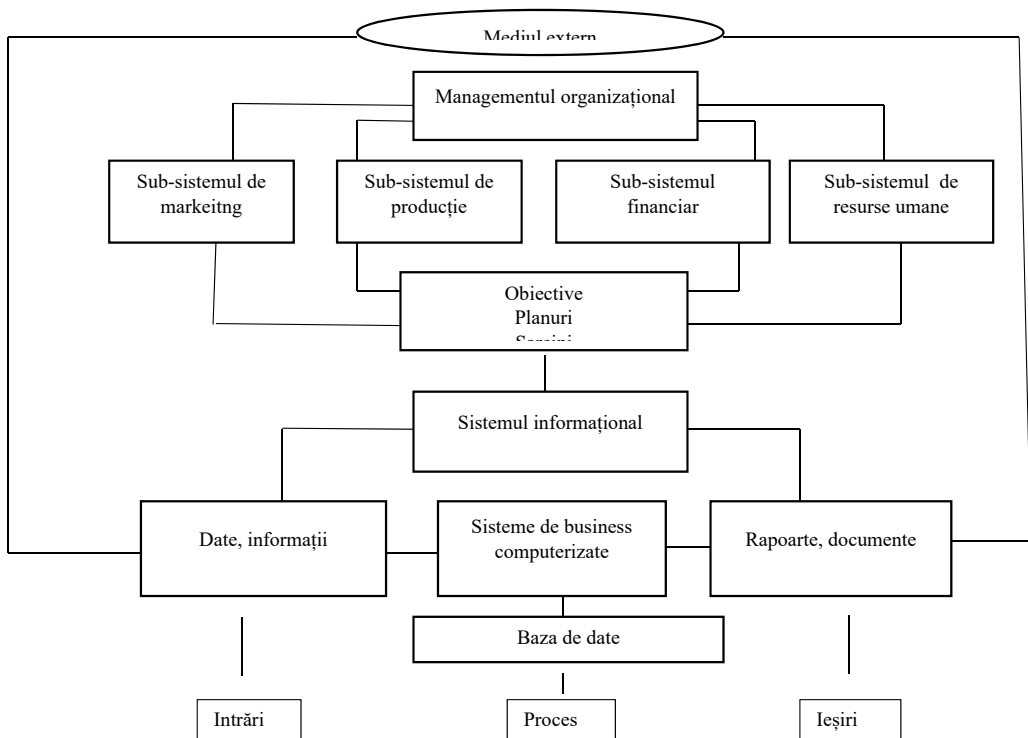 Mediul extern
Managementul organizațional
Sub-sistemul de
markeitng
Sub-sistemul de
producție
Sub-sistemul
financiar
Sub-sistemul de
resurse umane
Obiective
Planuri
Sistemul informațional
Date, informații
Sisteme de business
computerizate
Rapoarte, documente
Baza de date
Intrări
Proces
Ieșiri